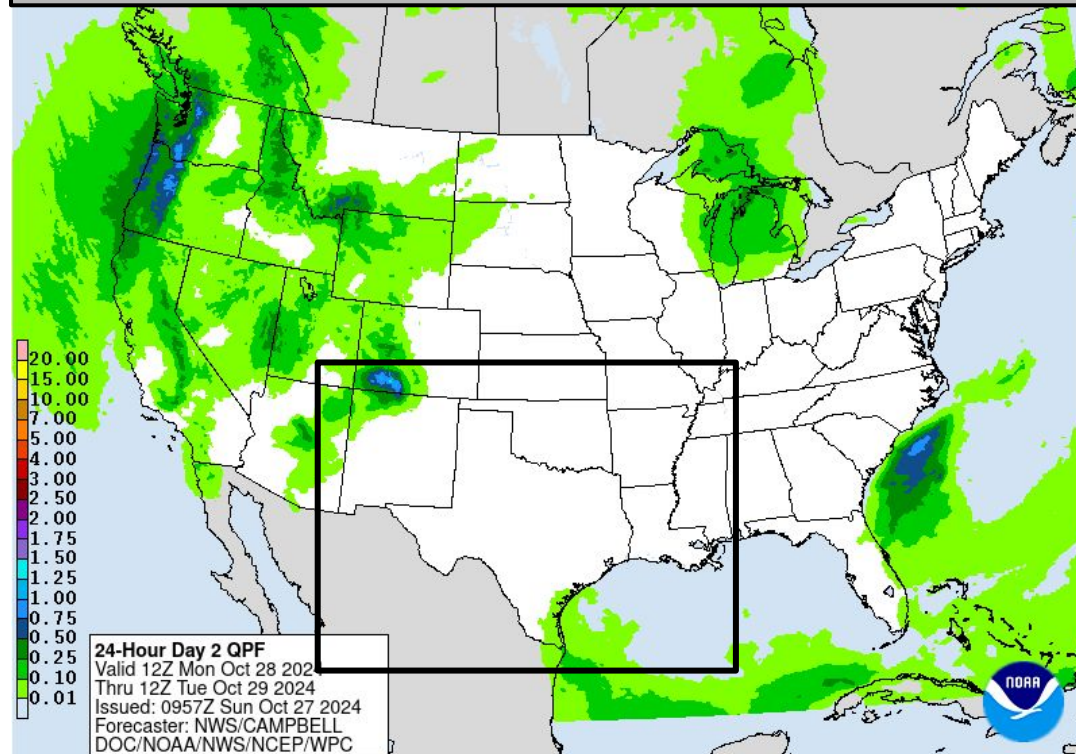 20.00
15.00
10.00
7.00
5.00
4.00
3.00
2.50
2.00
1.75
1.50
1.25
1.00
0.75
0.50
0.25
0.10
0.01
24-Hour Day 2 QPF
Valid 12Z Mon Oct 28 2024
Thru 12Z Tue Oct 29 2024
Issued: 0957Z Sun Oct 27 2024
Forecaster: NWS/CAMPBELL
DOC/NOAA/NWS/NCEP/WPC
NOAA